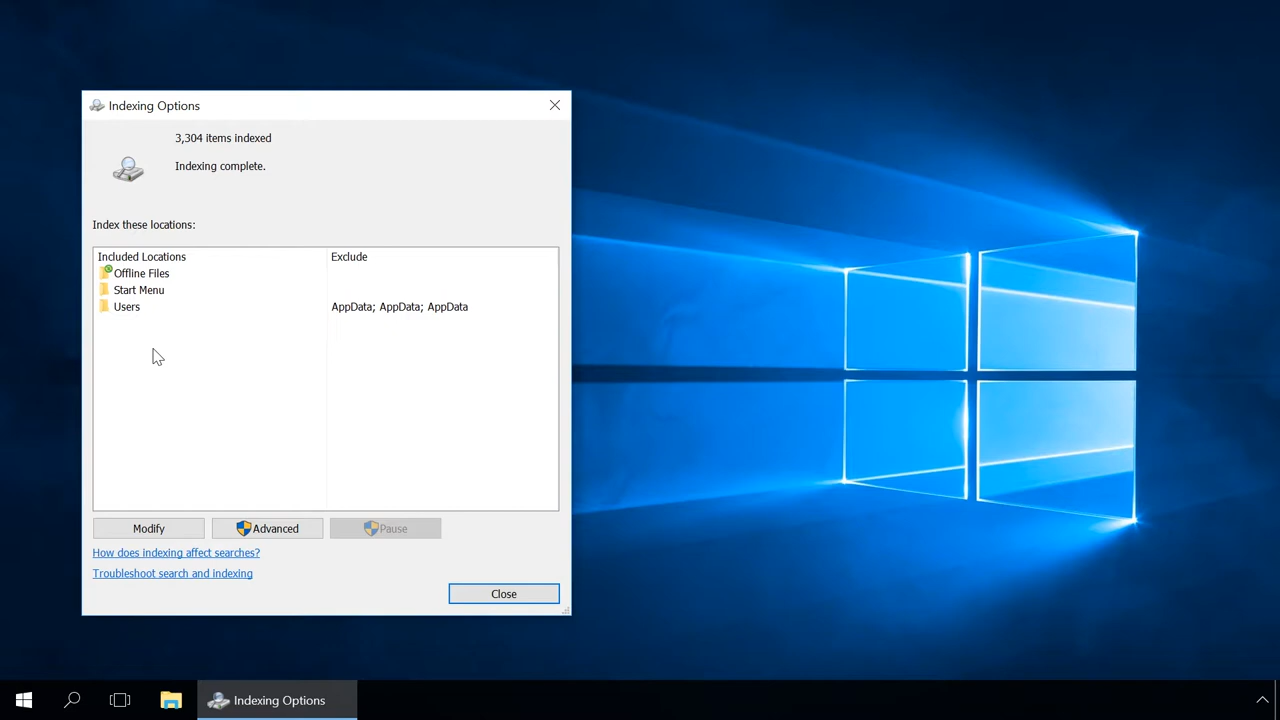 Indexing Options
3,304 items indexed
Indexing complete.
Index these locations:
Included Locations Exclude
Offline Files
Start Menu
Users AppData; AppData; AppData
Modify Advanced Pause
How does indexing affect searches?
Troubleshoot search and indexing
Close
Indexing Options